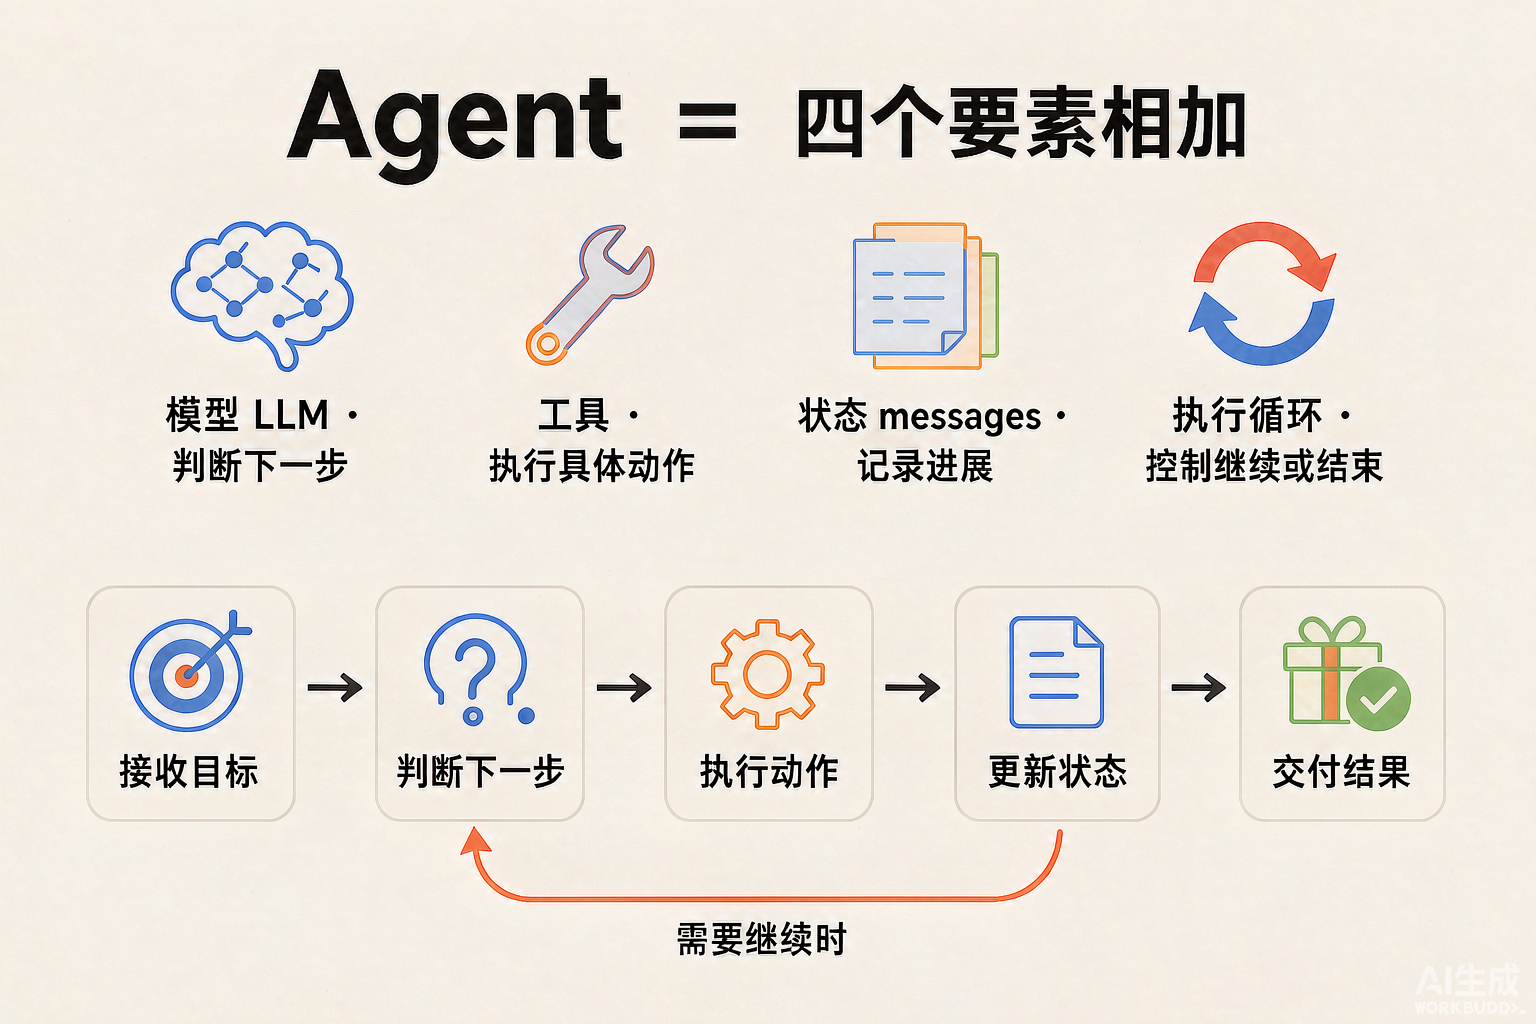 Agent = 四个要素相加
模型 LLM ·
判断下一步
工具 ·
执行具体动作
状态 messages ·
记录进展
执行循环 ·
控制继续或结束
接收目标
判断下一步
执行动作
更新状态
交付结果
需要继续时
AI生成